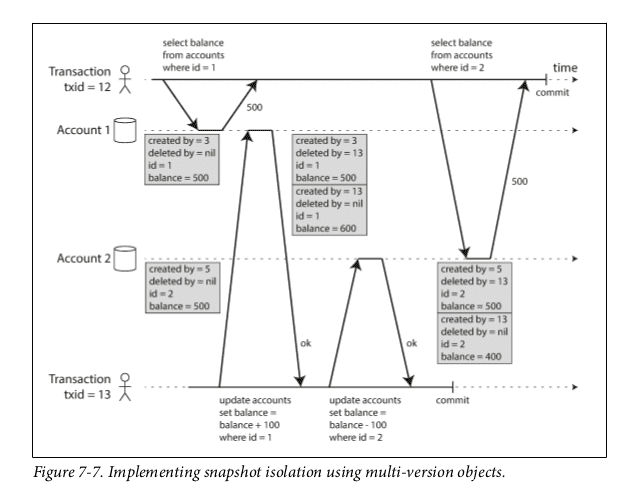 select balance
from accounts
where id = 1
select balance
from accounts
where id = 2
Transaction
txid = 12
time
commit
500
Account 1
created by = 3
deleted by = nil
id = 1
balance = 500
created by = 3
deleted by = 13
id = 1
balance = 500
created by = 13
deleted by = nil
id = 1
balance = 600
500
Account 2
created by = 5
deleted by = nil
id = 2
balance = 500
created by = 5
deleted by = 13
id = 2
balance = 500
created by = 13
deleted by = nil
id = 2
balance = 400
ok
ok
Transaction
txid = 13
update accounts
set balance =
balance + 100
where id = 1
update accounts
set balance =
balance - 100
where id = 2
commit
Figure 7-7. Implementing snapshot isolation using multi-version objects.